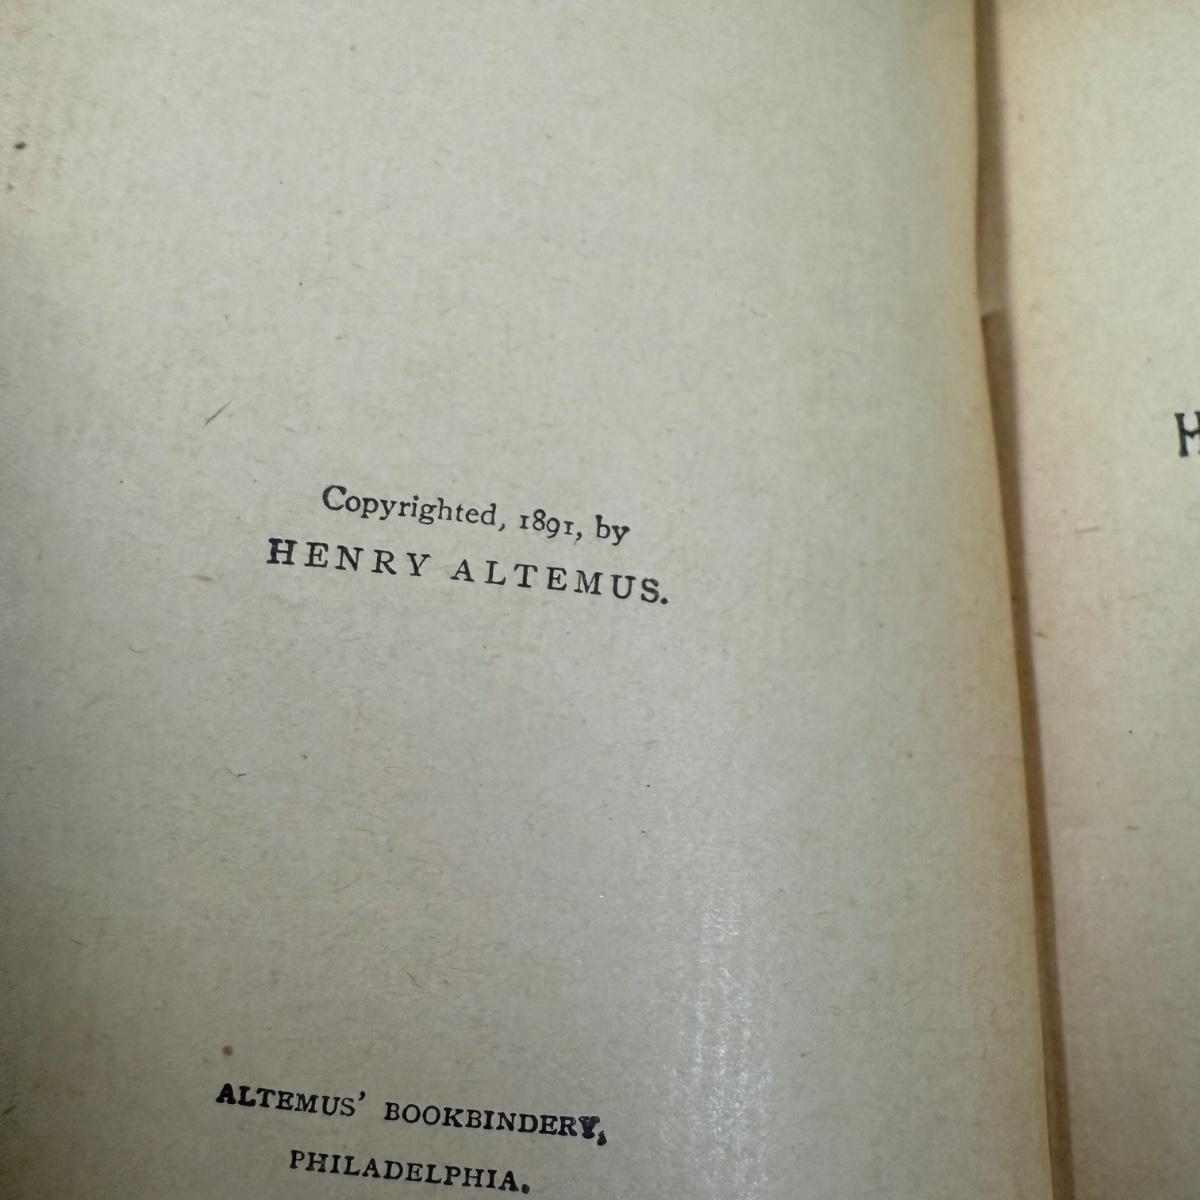 Copyrighted, 1891, by
HENRY ALTEMUS.
ALTEMUS' BOOKBINDERY,
PHILADELPHIA.
H